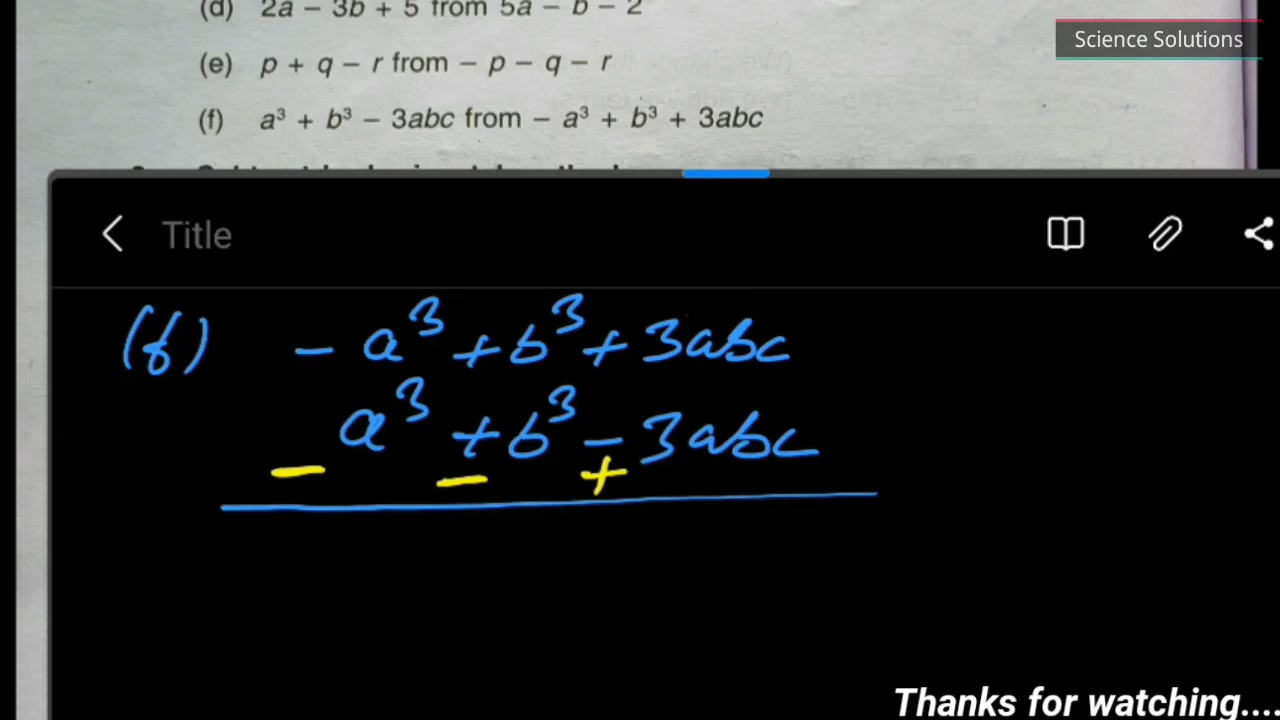 (d) 2a − 3b + 5 from 5a − b − 2
Science Solutions
(e) p + q − r from − p − q − r
(f) a³ + b³ − 3abc from − a³ + b³ + 3abc
Title
(f) − a³ + b³ + 3abc
a³ + b³ − 3abc
− − +
Thanks for watching....